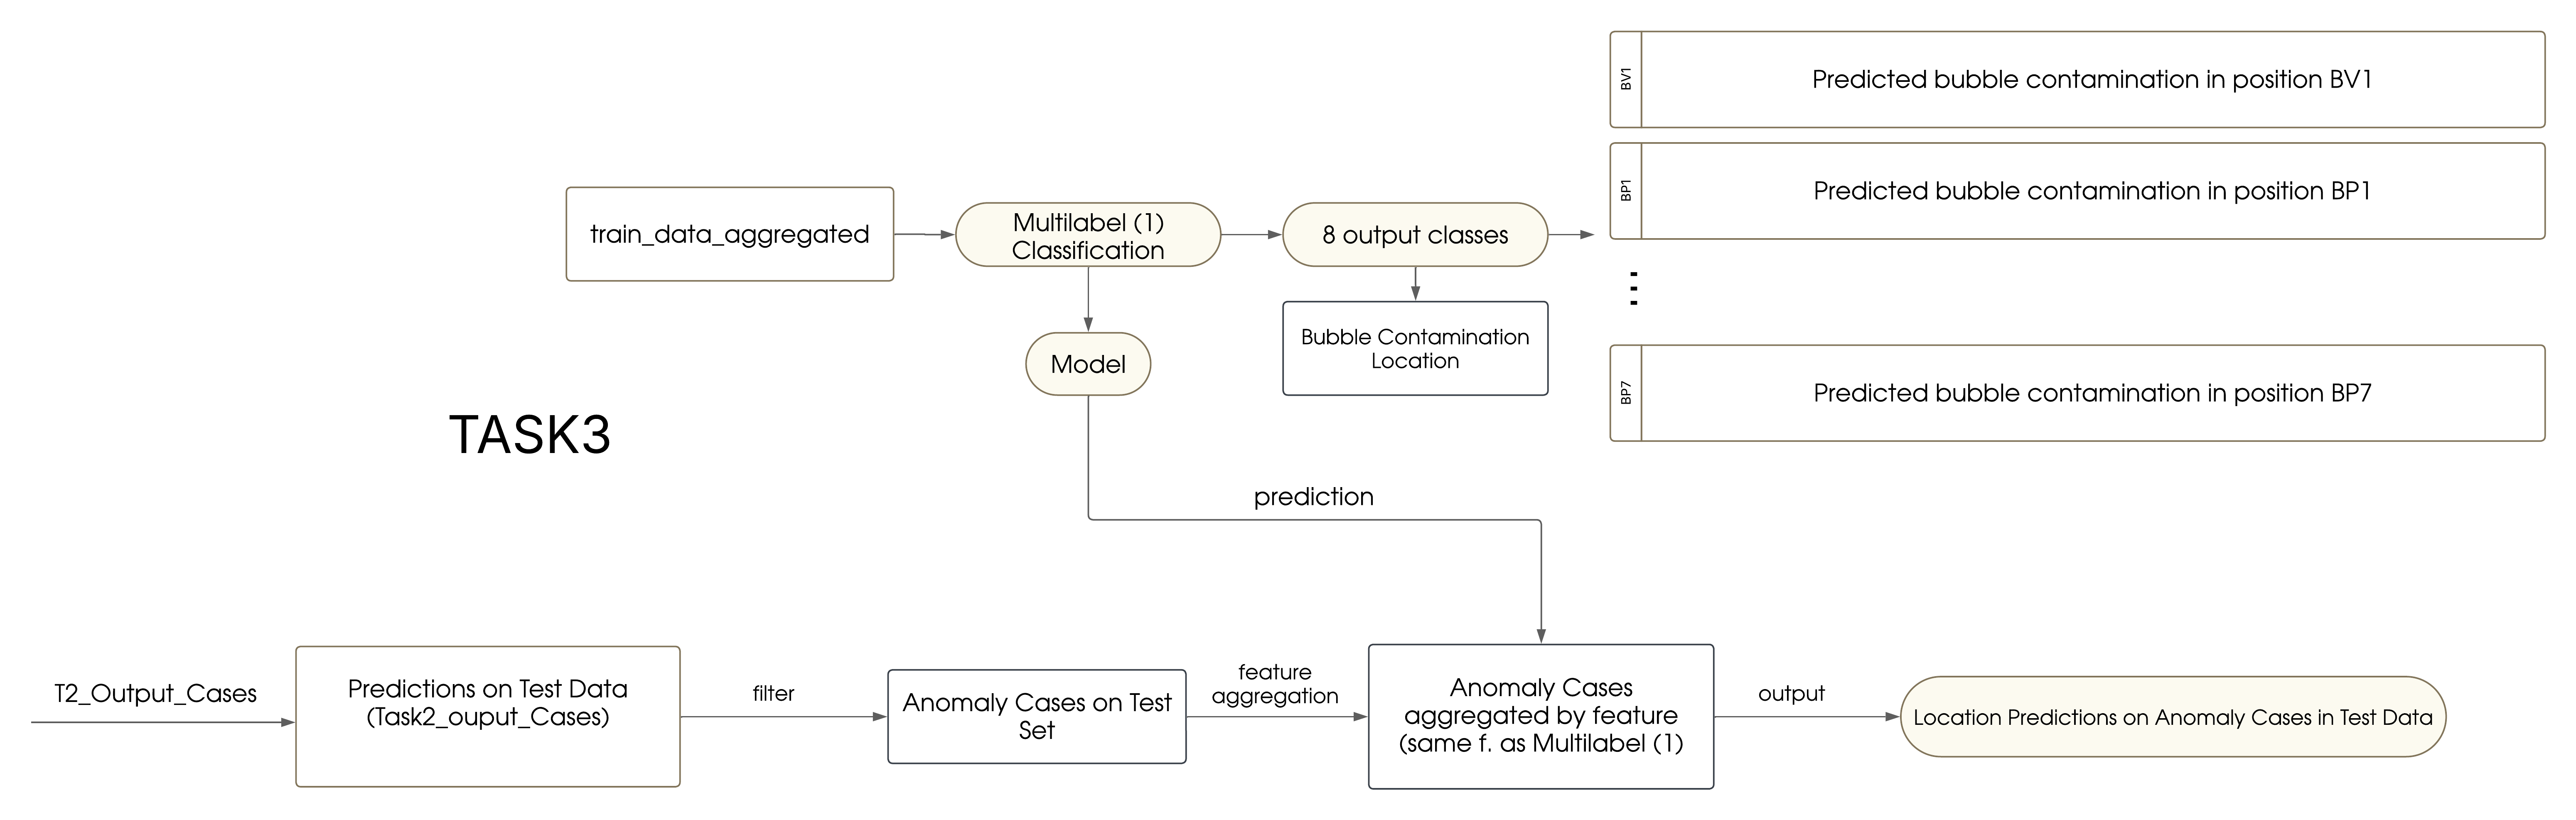 BV1
Predicted bubble contamination in position BV1
BP1
Predicted bubble contamination in position BP1
train_data_aggregated
Multilabel (1)
Classification
8 output classes
Bubble Contamination
Location
Model
BP7
Predicted bubble contamination in position BP7
TASK3
prediction
T2_Output_Cases
Predictions on Test Data
(Task2_ouput_Cases)
filter
Anomaly Cases on Test
Set
feature
aggregation
Anomaly Cases
aggregated by feature
(same f. as Multilabel (1)
output
Location Predictions on Anomaly Cases in Test Data